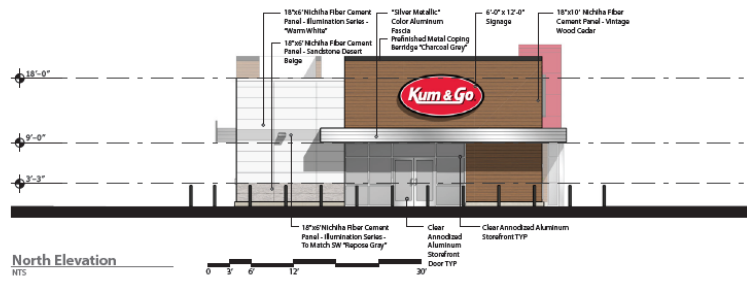 18"x6' Nichiha Fiber Cement
Panel - Illumination Series -
"Warm White"
18"x6' Nichiha Fiber Cement
Panel - Sandstone Desert
Beige
"Silver Metallic"
Color Aluminum
Fascia
Prefinished Metal Coping
Berridge "Charcoal Grey"
6'-0" x 12'-0"
Signage
18"x10' Nichiha Fiber
Cement Panel - Vintage
Wood Cedar
18'-0"
Kum & Go
9'-0"
3'-3"
18"x6' Nichiha Fiber Cement
Panel - Illumination Series -
To Match SW "Repose Gray"
Clear
Annodized
Aluminum
Storefront
Door TYP
Clear Annodized Aluminum
Storefront TYP
North Elevation
NTS
0 3' 6' 12' 30'